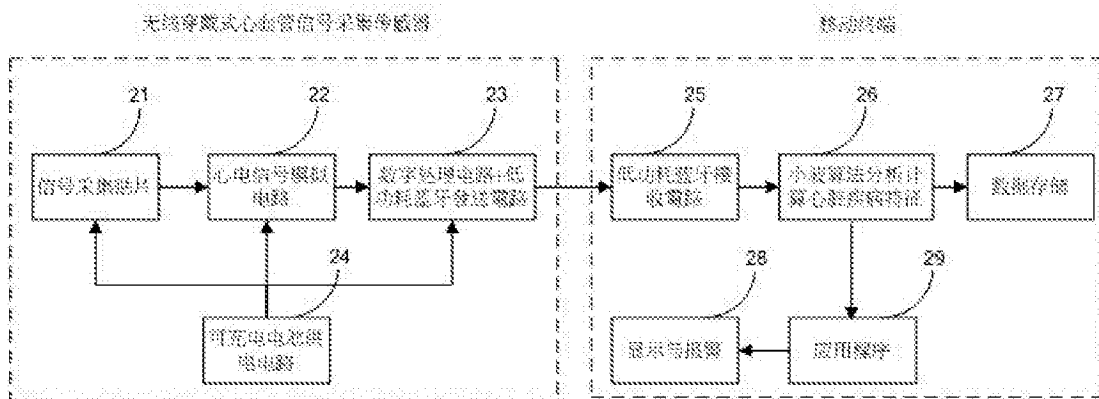 无线穿戴式心血管信号采集传感器
移动终端
21
22
23
25
26
27
信号采集贴片
心电信号模拟
电路
数字处理电路+低
功耗蓝牙發送電路
低功耗蓝牙接
收電路
小波算法分析计
算心脏疾病特征
数据存储
24
28
29
可充电电池供
电电路
显示与报警
应用程序